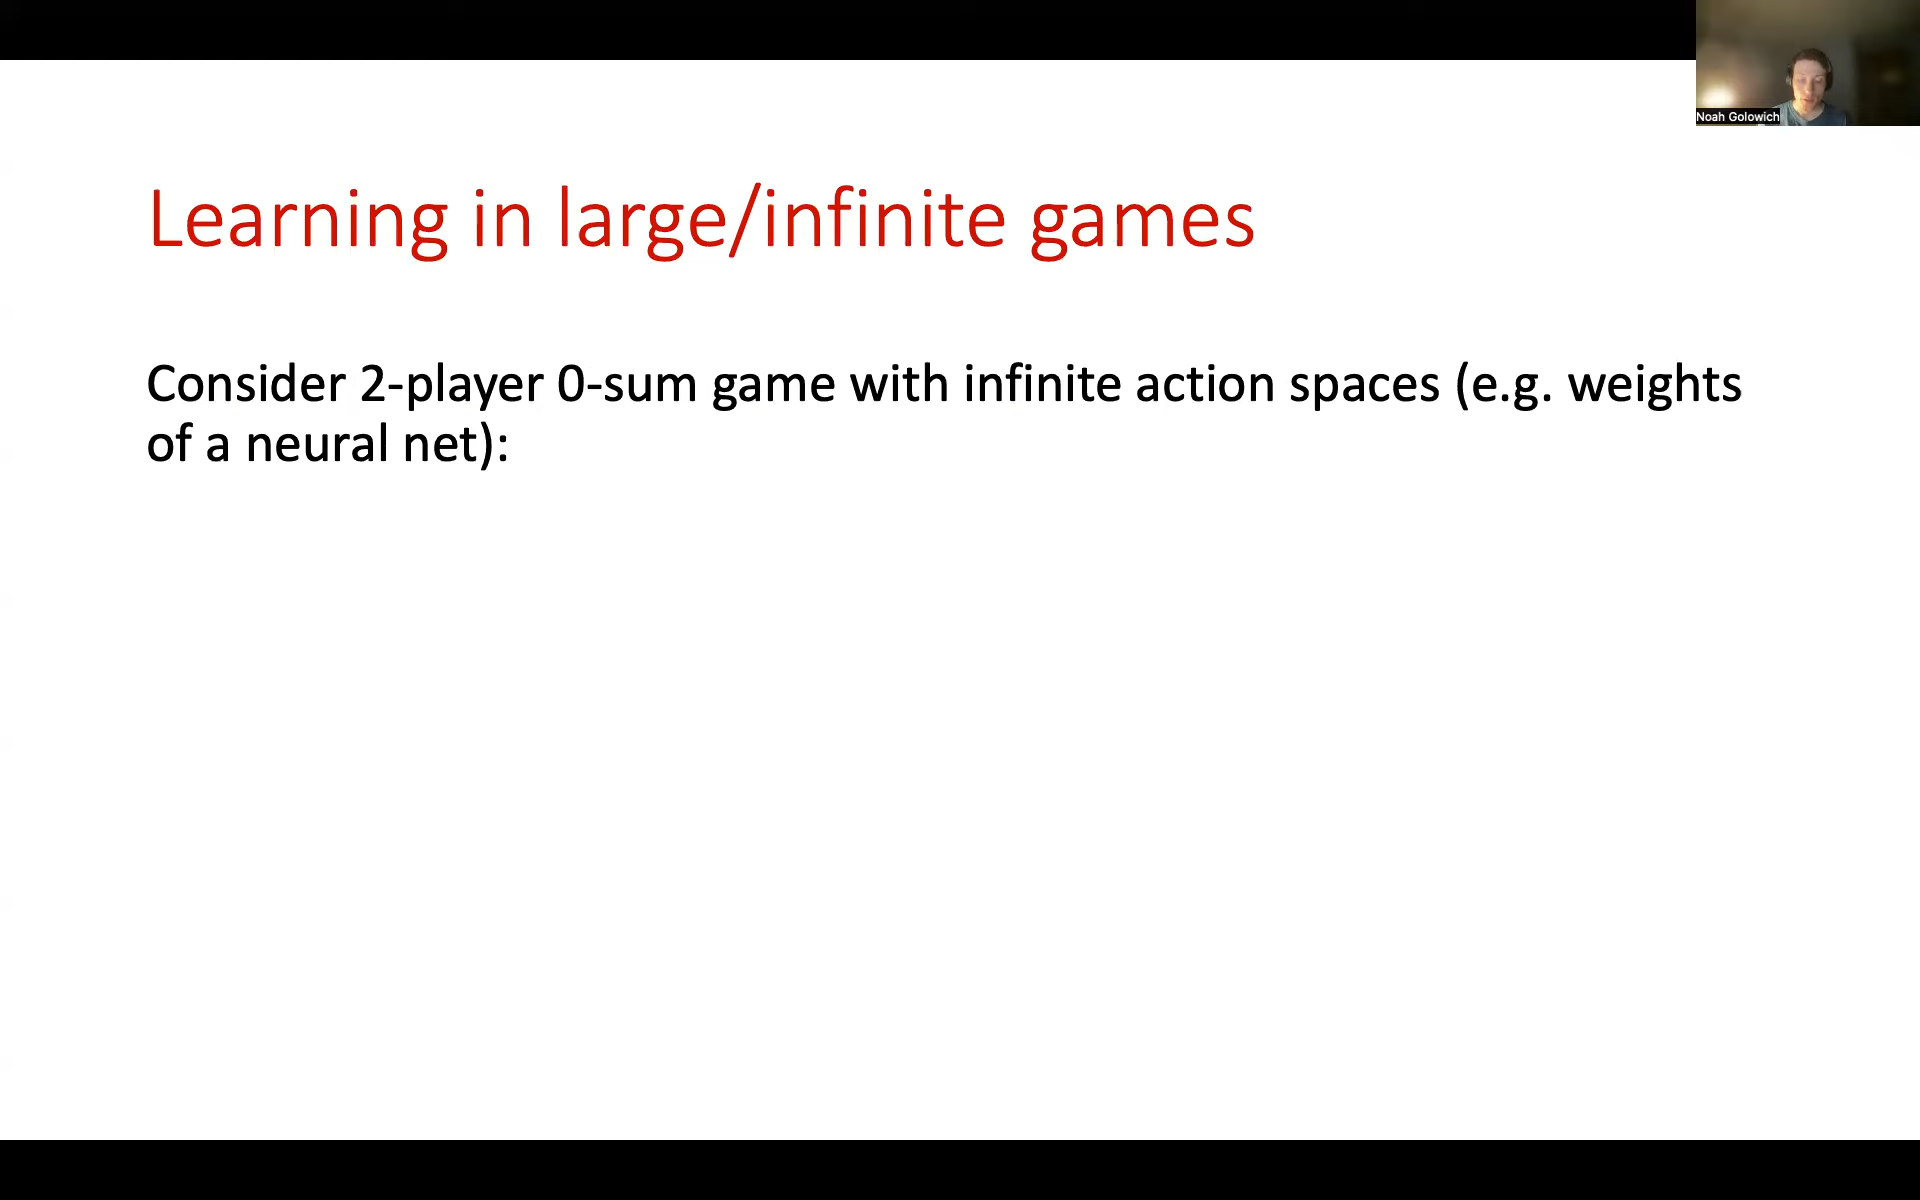 Noah Golowich
Learning in large/infinite games
Consider 2-player 0-sum game with infinite action spaces (e.g. weights
of a neural net):